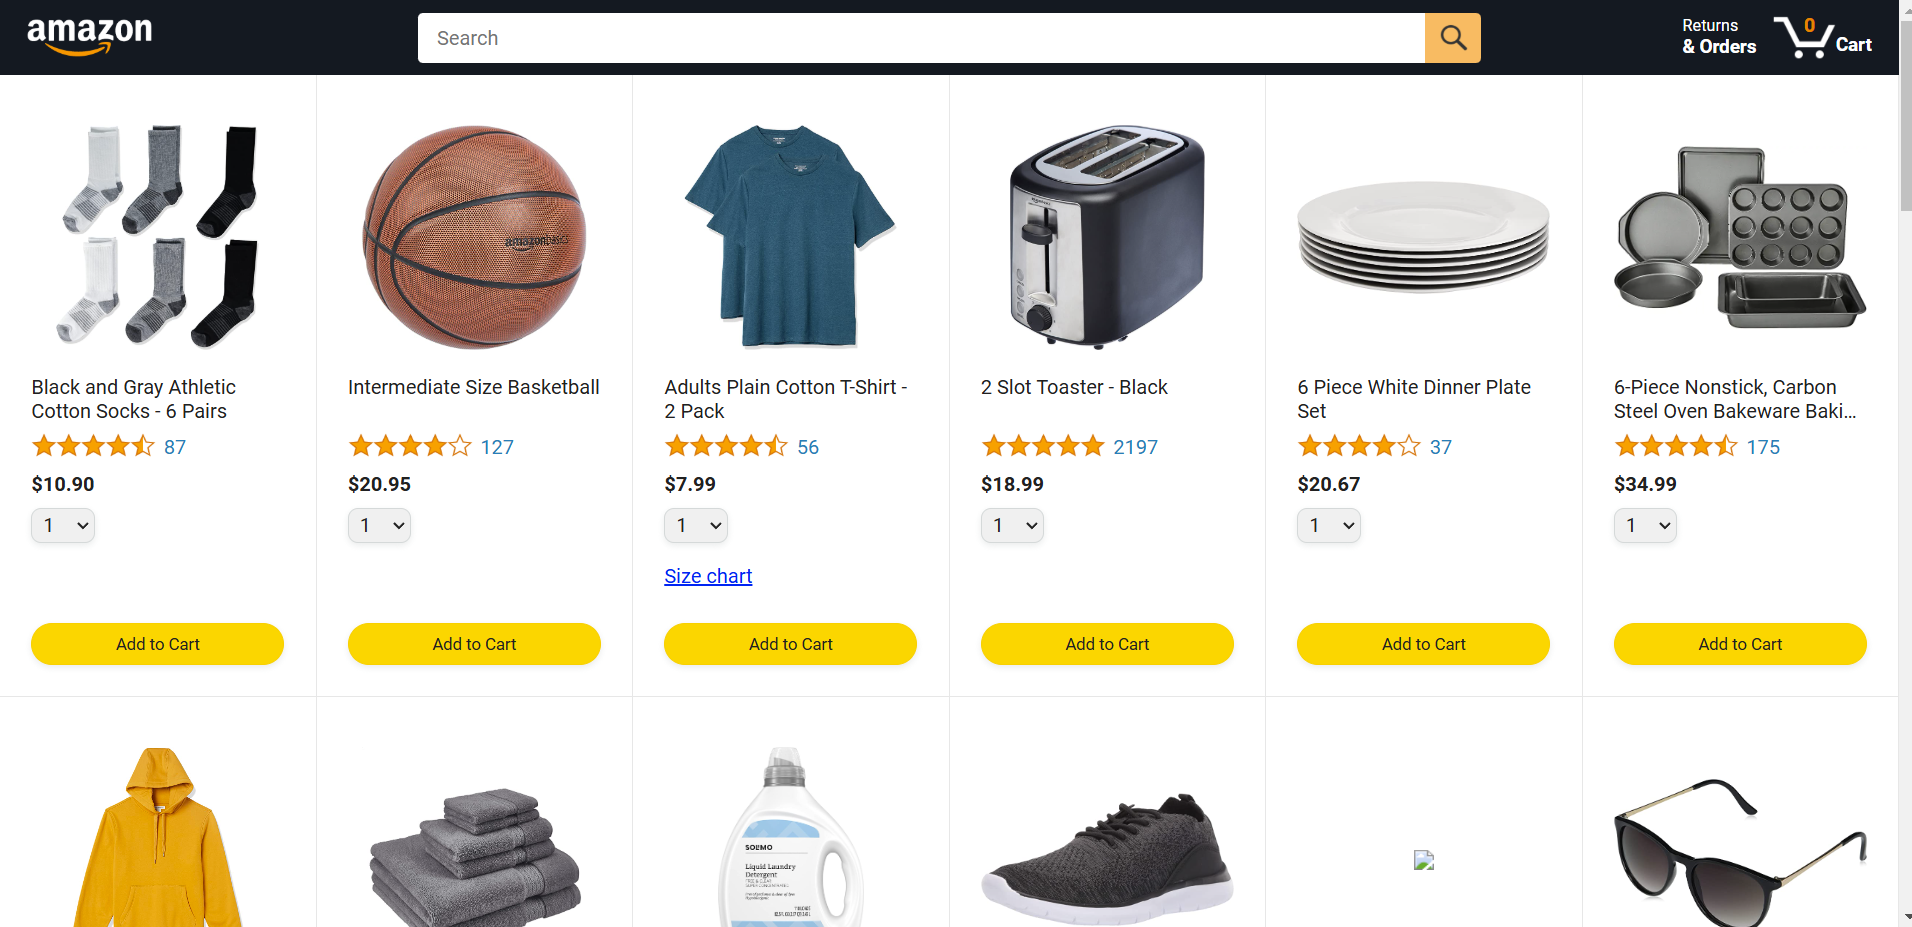 amazon
Search
Returns
& Orders
0
Cart
amazonbasics
Black and Gray Athletic
Cotton Socks - 6 Pairs
87
$10.90
1
Add to Cart
Intermediate Size Basketball
127
$20.95
1
Add to Cart
Adults Plain Cotton T-Shirt -
2 Pack
56
$7.99
1
Size chart
Add to Cart
2 Slot Toaster - Black
2197
$18.99
1
Add to Cart
6 Piece White Dinner Plate
Set
37
$20.67
1
Add to Cart
6-Piece Nonstick, Carbon
Steel Oven Bakeware Baki...
175
$34.99
1
Add to Cart
SOLIMO
Liquid Laundry
Detergent
FREE & CLEAR